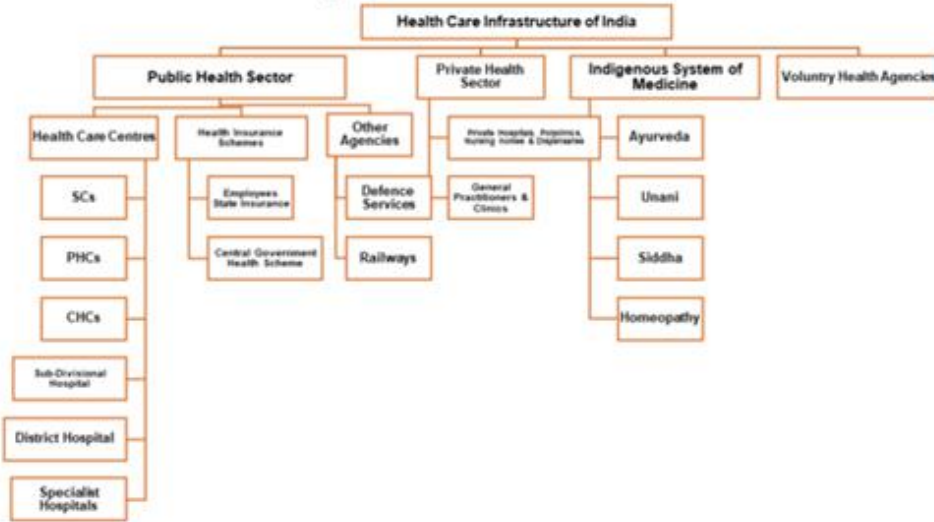 Health Care Infrastructure of India
Public Health Sector
Private Health
Sector
Indigenous System of
Medicine
Voluntry Health Agencies
Health Care Centres
Health Insurance
Schemes
Other
Agencies
Private Hospitals, Polyclinics,
Nursing Homes & Dispensaries
Ayurveda
SCs
Employees
State Insurance
Defence
Services
General
Practitioners &
Clinics
Unani
PHCs
Central Government
Health Scheme
Railways
Siddha
CHCs
Homeopathy
Sub-Divisional
Hospital
District Hospital
Specialist
Hospitals